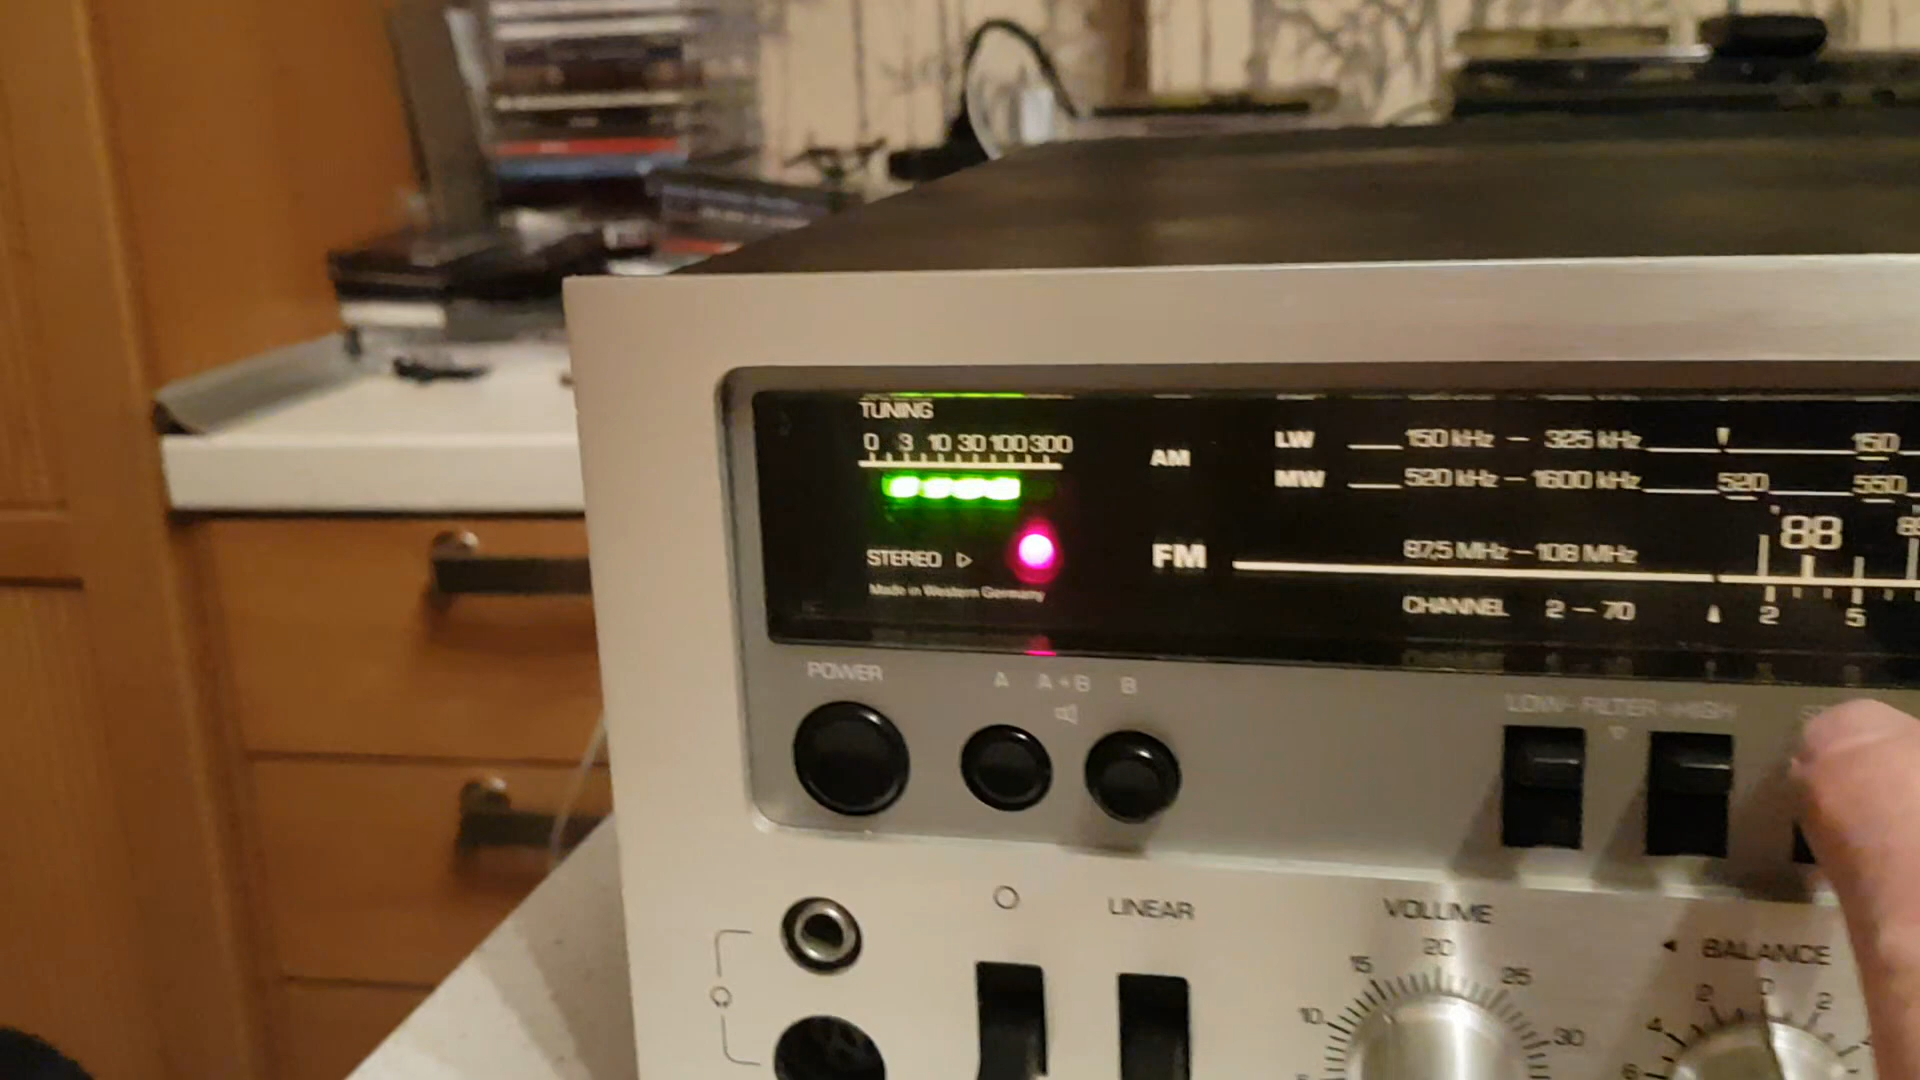 TUNING
0 3 10 30 100 300
AM
LW 150 kHz - 325 kHz 150
MW 520 kHz - 1600 kHz 520 550
88
FM 87,5 MHz - 108 MHz
CHANNEL 2 - 70 2 5
STEREO
Made in Western Germany
POWER
A A+B B
LOW-FILTER-HIGH
LINEAR
VOLUME
BALANCE
10 15 20 25 30
6 4 2 0 2